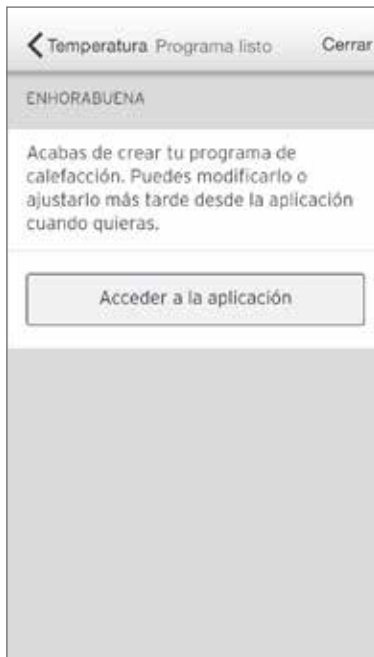 Temperatura Programa listo Cerrar
ENHORABUENA
Acabas de crear tu programa de
calefacción. Puedes modificarlo o
ajustarlo más tarde desde la aplicación
cuando quieras.
Acceder a la aplicación